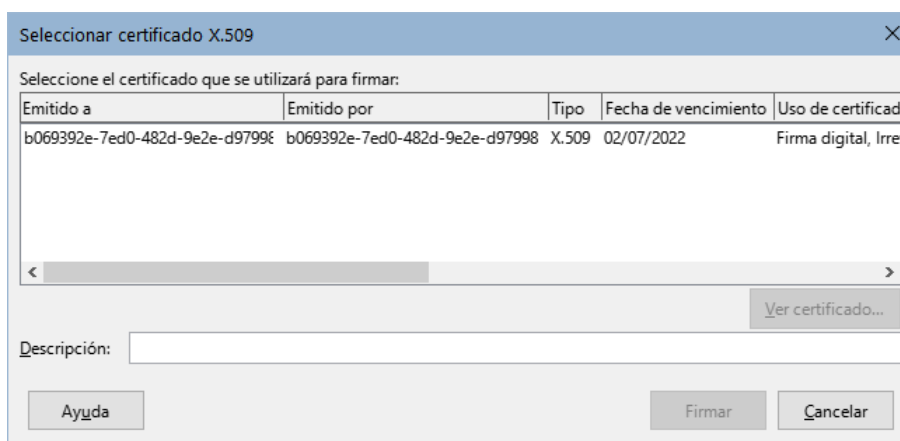 Seleccionar certificado X.509
Seleccione el certificado que se utilizará para firmar:
Emitido a Emitido por Tipo Fecha de vencimiento Uso de certificad
b069392e-7ed0-482d-9e2e-d97998 b069392e-7ed0-482d-9e2e-d97998 X.509 02/07/2022 Firma digital, Irre
Ver certificado...
Descripción:
Ayuda Firmar Cancelar